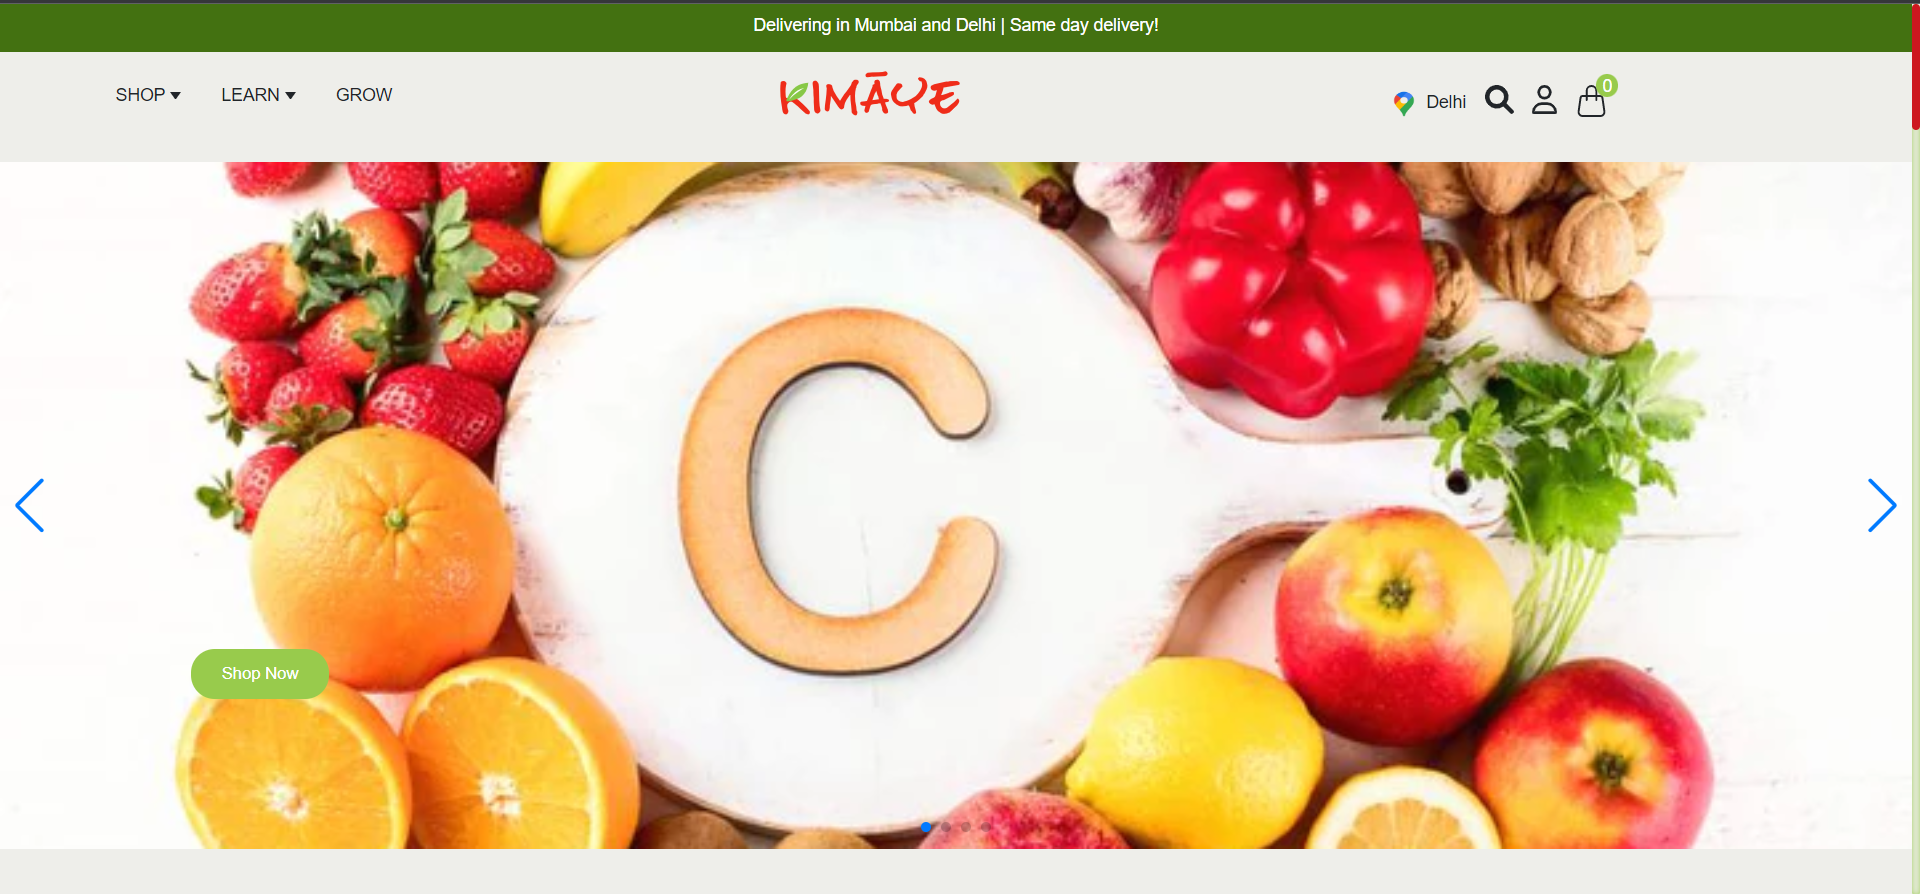 Delivering in Mumbai and Delhi | Same day delivery!
SHOP LEARN GROW
KIMĀYE
Delhi
0
C
Shop Now